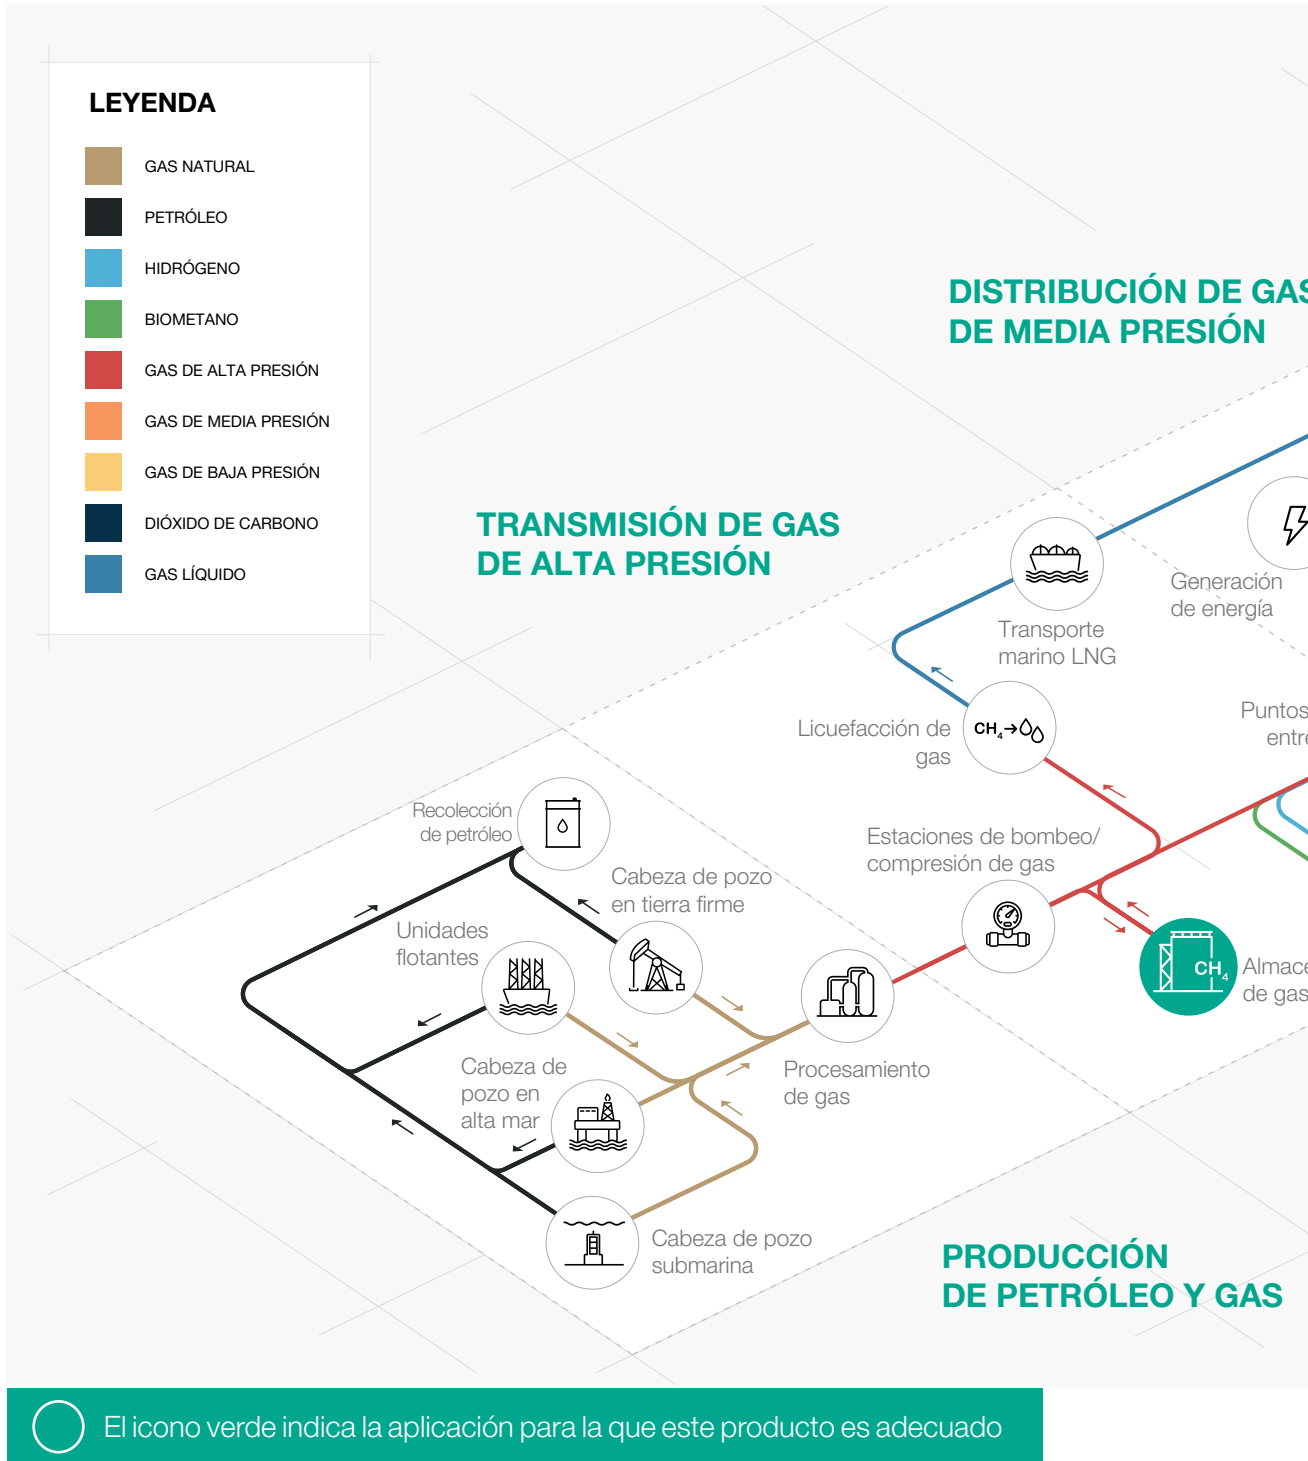 LEYENDA
GAS NATURAL
PETRÓLEO
HIDRÓGENO
BIOMETANO
GAS DE ALTA PRESIÓN
GAS DE MEDIA PRESIÓN
GAS DE BAJA PRESIÓN
DIÓXIDO DE CARBONO
GAS LÍQUIDO
DISTRIBUCIÓN DE GAS
DE MEDIA PRESIÓN
TRANSMISIÓN DE GAS
DE ALTA PRESIÓN
Generación
de energía
Transporte
marino LNG
Puntos
Licuefacción de
gas
CH₄→
Recolección
de petróleo
Estaciones de bombeo/
compresión de gas
Cabeza de pozo
en tierra firme
Unidades
flotantes
CH₄
de gas
Cabeza de
pozo en
alta mar
Procesamiento
de gas
Cabeza de pozo
submarina
PRODUCCIÓN
DE PETRÓLEO Y GAS
El icono verde indica la aplicación para la que este producto es adecuado